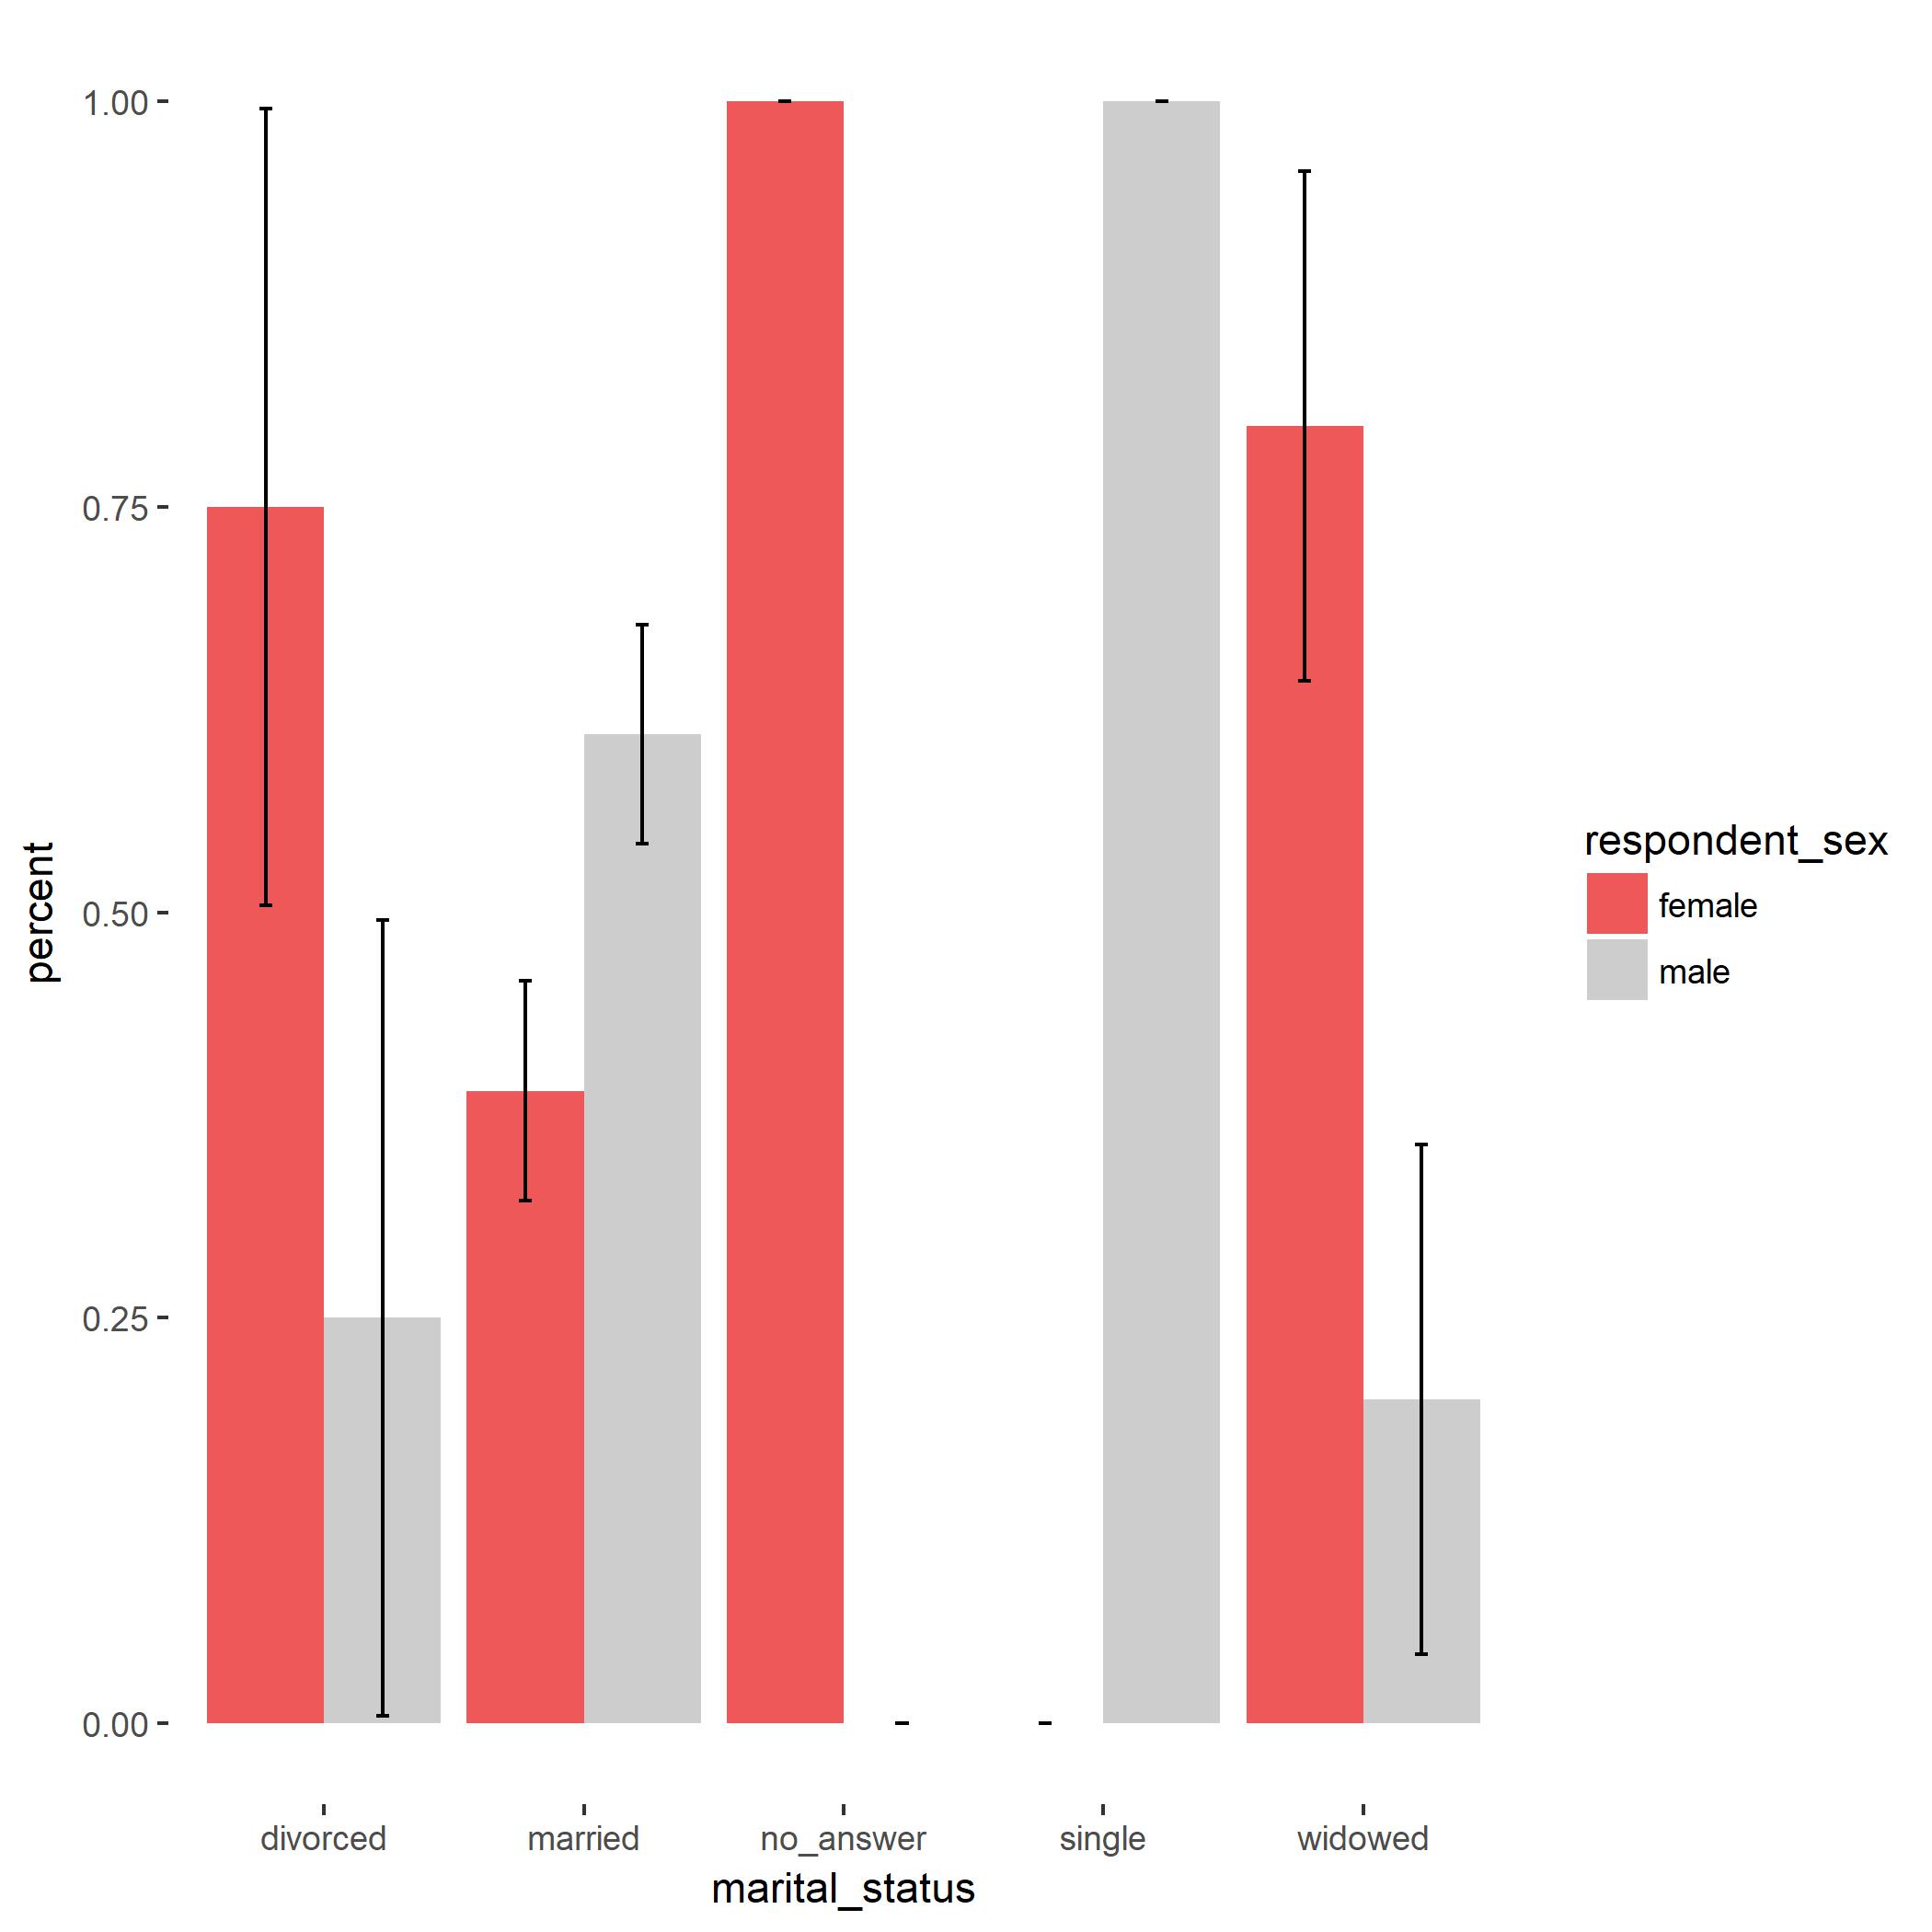 1.00
0.75
0.50
0.25
0.00
percent
divorced
married
no_answer
single
widowed
marital_status
respondent_sex
female
male